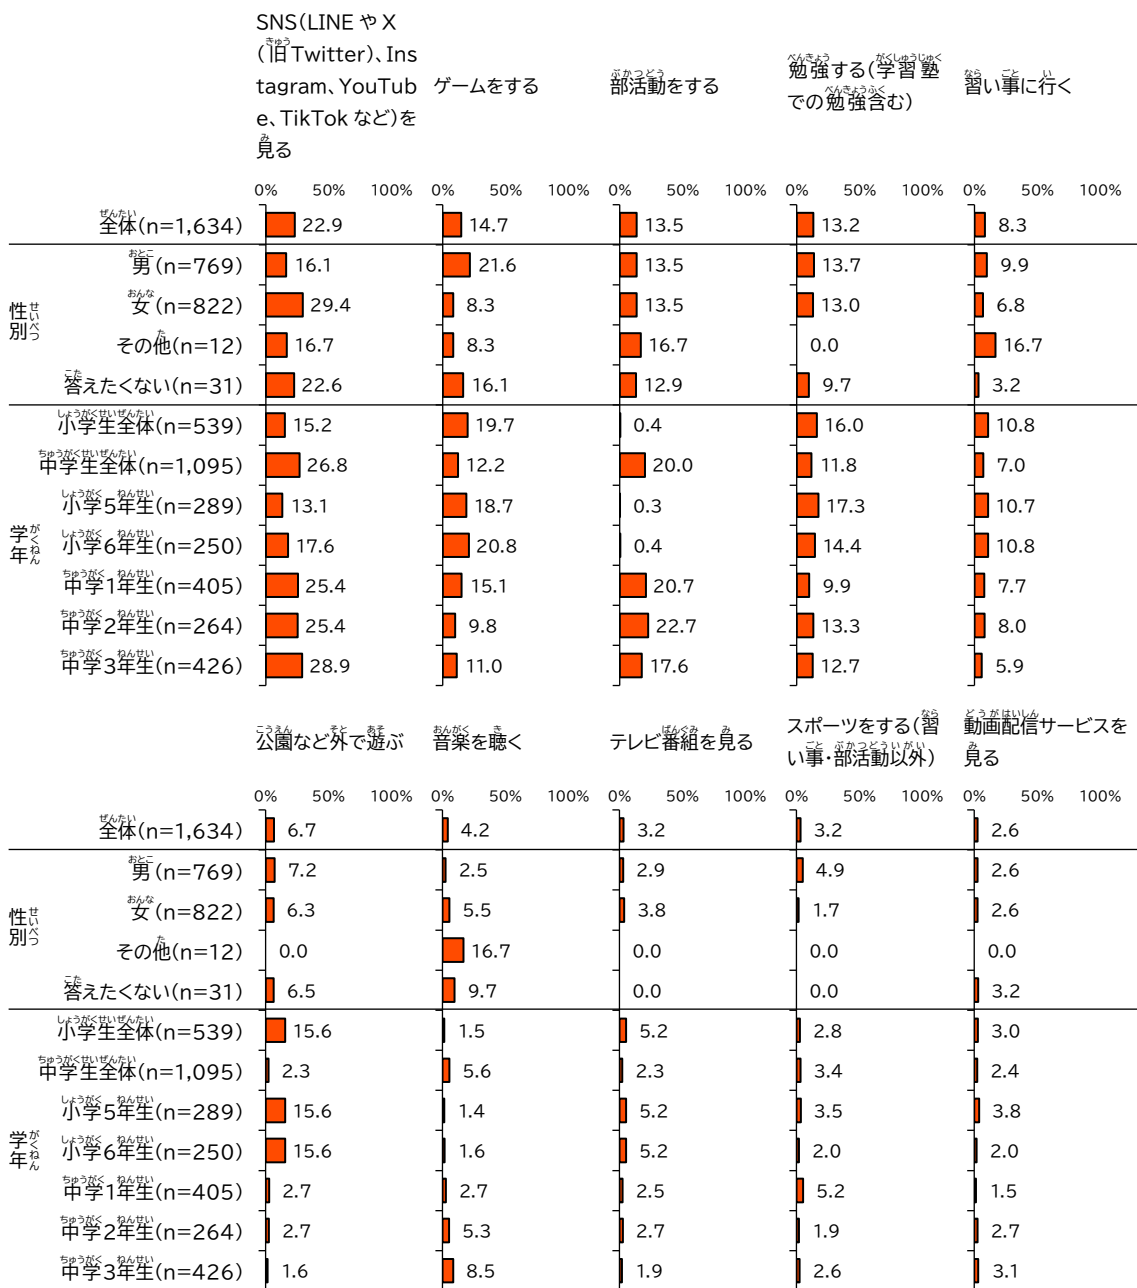 SNS(LINE や X
(旧Twitter)、Ins
tagram、YouTub
e、TikTok など)を
見る
ゲームをする
部活動をする
勉強する(学習塾
での勉強含む)
習い事に行く
0% 50% 100% 0% 50% 100% 0% 50% 100% 0% 50% 100% 0% 50% 100%
全体(n=1,634) 22.9 14.7 13.5 13.2 8.3
性別
男(n=769) 16.1 21.6 13.5 13.7 9.9
女(n=822) 29.4 8.3 13.5 13.0 6.8
その他(n=12) 16.7 8.3 16.7 0.0 16.7
答えたくない(n=31) 22.6 16.1 12.9 9.7 3.2
学年
小学生全体(n=539) 15.2 19.7 0.4 16.0 10.8
中学生全体(n=1,095) 26.8 12.2 20.0 11.8 7.0
小学5年生(n=289) 13.1 18.7 0.3 17.3 10.7
小学6年生(n=250) 17.6 20.8 0.4 14.4 10.8
中学1年生(n=405) 25.4 15.1 20.7 9.9 7.7
中学2年生(n=264) 25.4 9.8 22.7 13.3 8.0
中学3年生(n=426) 28.9 11.0 17.6 12.7 5.9
公園など外で遊ぶ
音楽を聴く
テレビ番組を見る
スポーツをする(習
い事・部活動以外)
動画配信サービスを
見る
0% 50% 100% 0% 50% 100% 0% 50% 100% 0% 50% 100% 0% 50% 100%
全体(n=1,634) 6.7 4.2 3.2 3.2 2.6
性別
男(n=769) 7.2 2.5 2.9 4.9 2.6
女(n=822) 6.3 5.5 3.8 1.7 2.6
その他(n=12) 0.0 16.7 0.0 0.0 0.0
答えたくない(n=31) 6.5 9.7 0.0 0.0 3.2
学年
小学生全体(n=539) 15.6 1.5 5.2 2.8 3.0
中学生全体(n=1,095) 2.3 5.6 2.3 3.4 2.4
小学5年生(n=289) 15.6 1.4 5.2 3.5 3.8
小学6年生(n=250) 15.6 1.6 5.2 2.0 2.0
中学1年生(n=405) 2.7 2.7 2.5 5.2 1.5
中学2年生(n=264) 2.7 5.3 2.7 1.9 2.7
中学3年生(n=426) 1.6 8.5 1.9 2.6 3.1